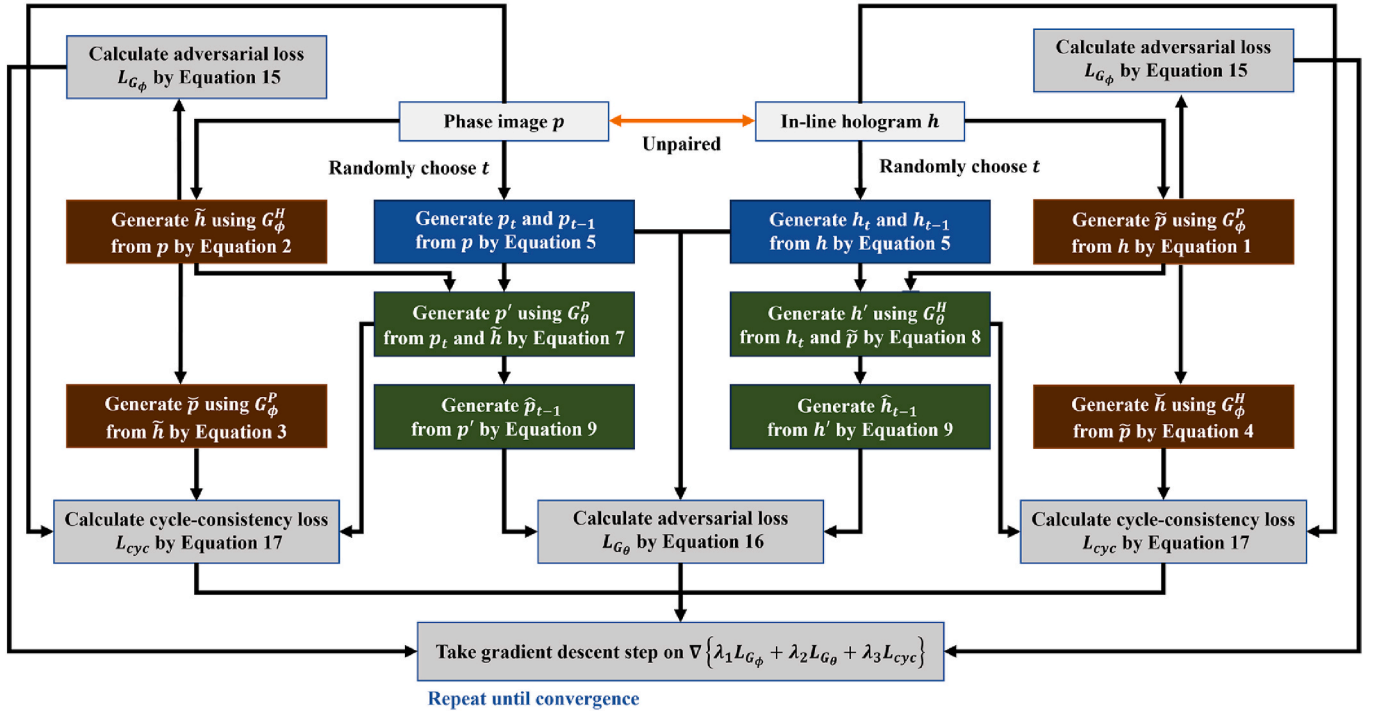 Calculate adversarial loss
L_{G_ϕ} by Equation 15
Calculate adversarial loss
L_{G_ϕ} by Equation 15
Phase image p
Unpaired
In-line hologram h
Randomly choose t
Randomly choose t
Generate h̃ using G_ϕ^H
from p by Equation 2
Generate p_t and p_{t−1}
from p by Equation 5
Generate h_t and h_{t−1}
from h by Equation 5
Generate p̃ using G_ϕ^P
from h by Equation 1
Generate p′ using G_θ^P
from p_t and h̃ by Equation 7
Generate h′ using G_θ^H
from h_t and p̃ by Equation 8
Generate p̆ using G_ϕ^P
from h̃ by Equation 3
Generate p̂_{t−1}
from p′ by Equation 9
Generate ĥ_{t−1}
from h′ by Equation 9
Generate h̆ using G_ϕ^H
from p̃ by Equation 4
Calculate cycle-consistency loss
L_{cyc} by Equation 17
Calculate adversarial loss
L_{G_θ} by Equation 16
Calculate cycle-consistency loss
L_{cyc} by Equation 17
Take gradient descent step on ∇{λ_1 L_{G_ϕ} + λ_2 L_{G_θ} + λ_3 L_{cyc}}
Repeat until convergence